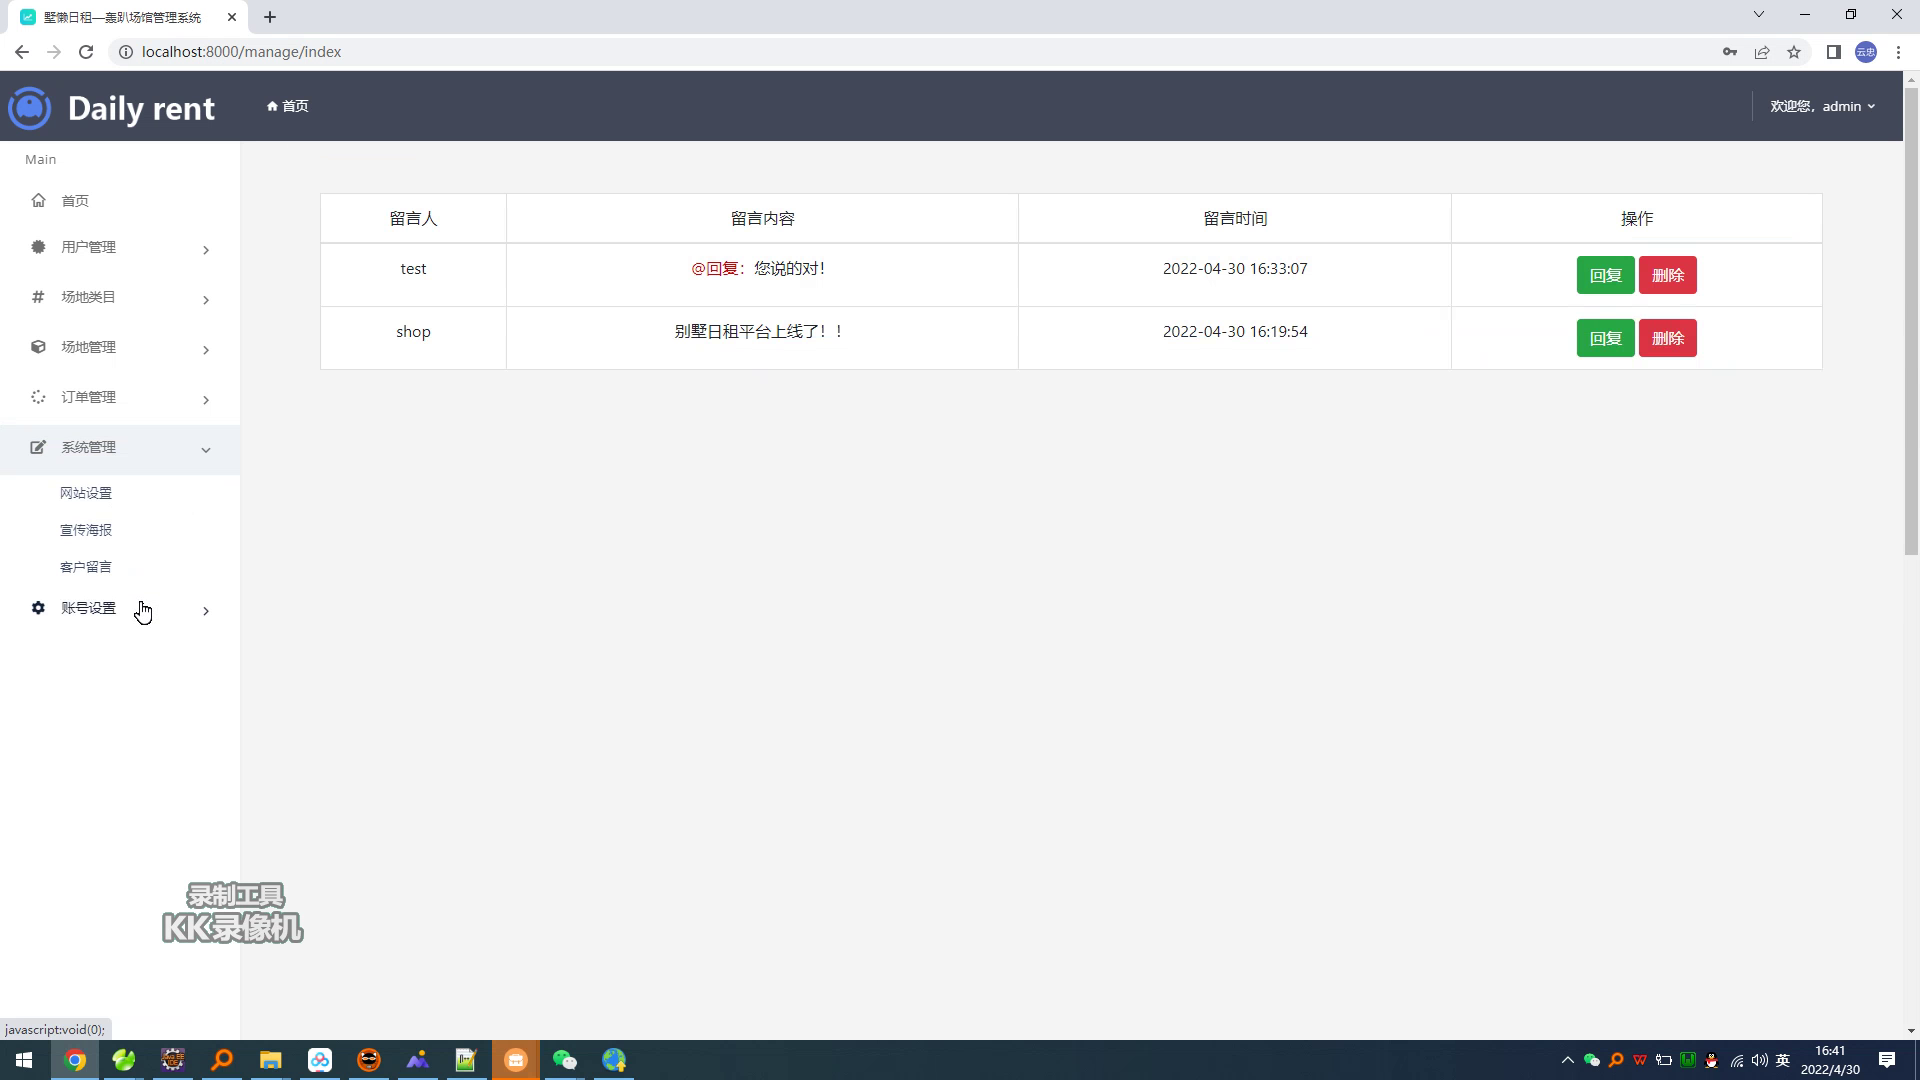 墅懒日租—轰趴场馆管理系统
localhost:8000/manage/index
云忠
Daily rent
首页
欢迎您，admin
Main
首页
用户管理
场地类目
场地管理
订单管理
系统管理
网站设置
宣传海报
客户留言
账号设置
留言人 留言内容 留言时间 操作
test @回复：您说的对！ 2022-04-30 16:33:07 回复 删除
shop 别墅日租平台上线了！！ 2022-04-30 16:19:54 回复 删除
录制工具
KK录像机
javascript:void(0);
英
16:41
2022/4/30